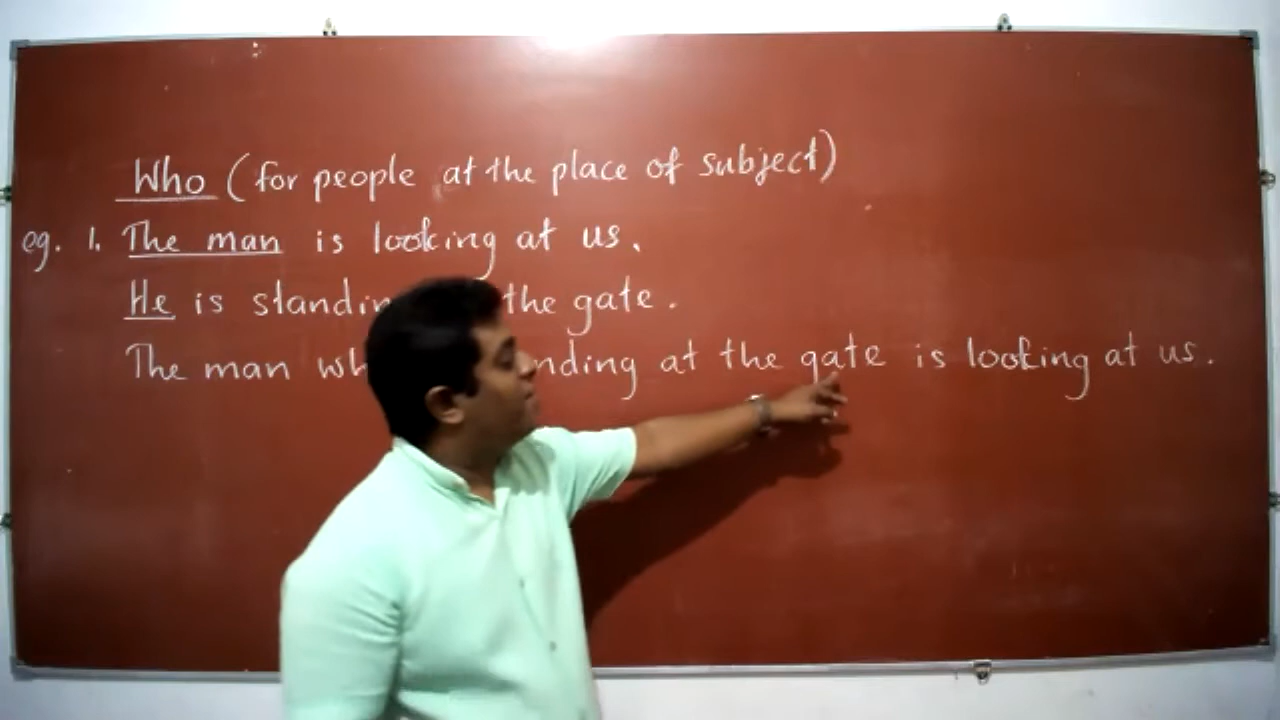 Who (for people at the place of subject)
eg. 1. The man is looking at us.
He is the gate.
The man at the gate is looking at us.